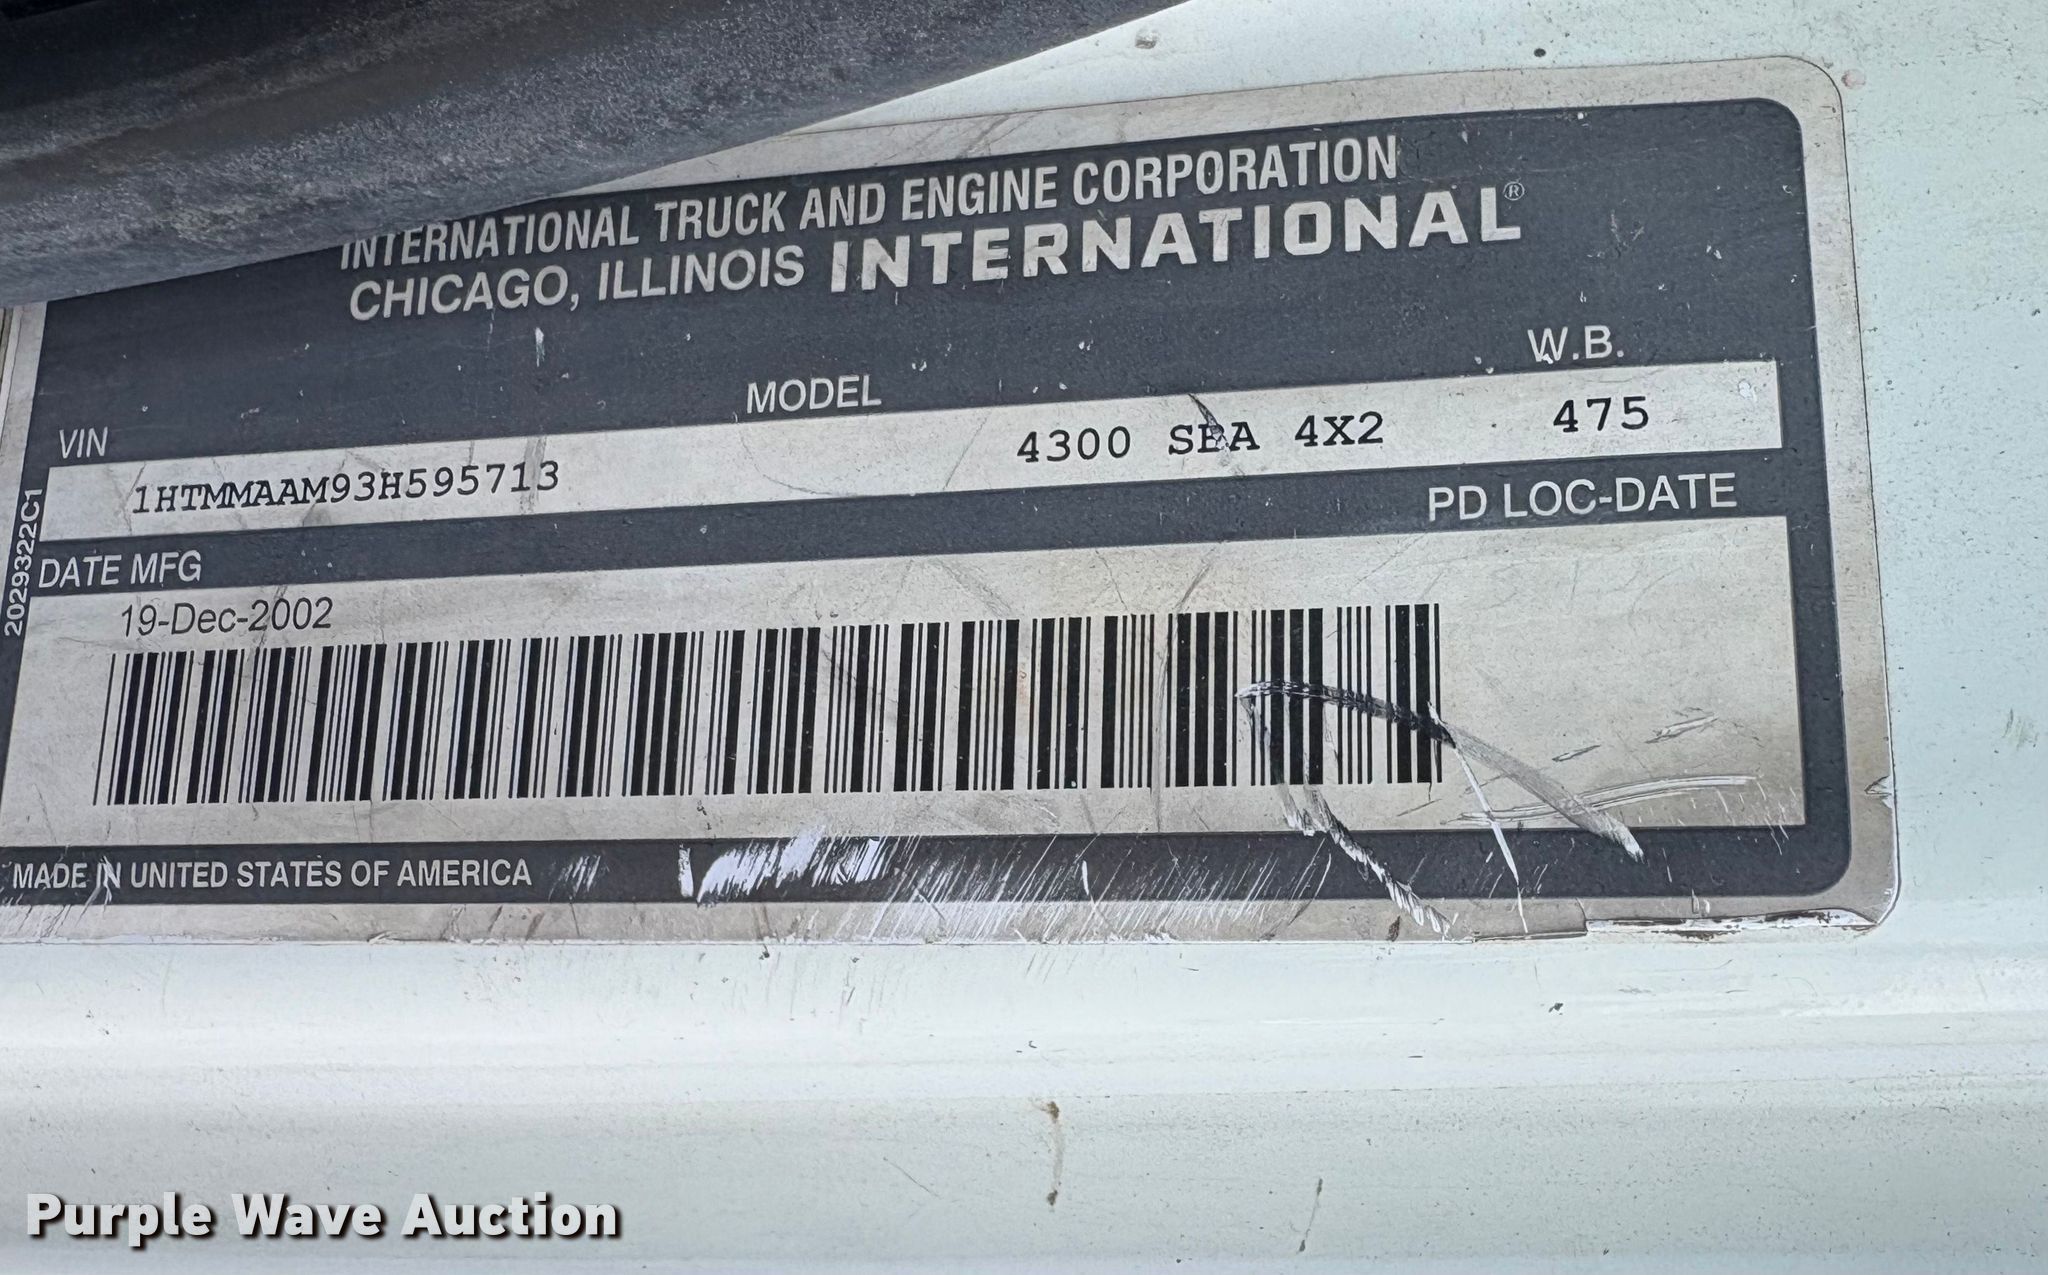 INTERNATIONAL TRUCK AND ENGINE CORPORATION
CHICAGO, ILLINOIS INTERNATIONAL®
VIN MODEL W.B.
1HTMMAAM93H595713 4300 SBA 4X2 475
DATE MFG PD LOC-DATE
19-Dec-2002
MADE IN UNITED STATES OF AMERICA
2029322C1
Purple Wave Auction